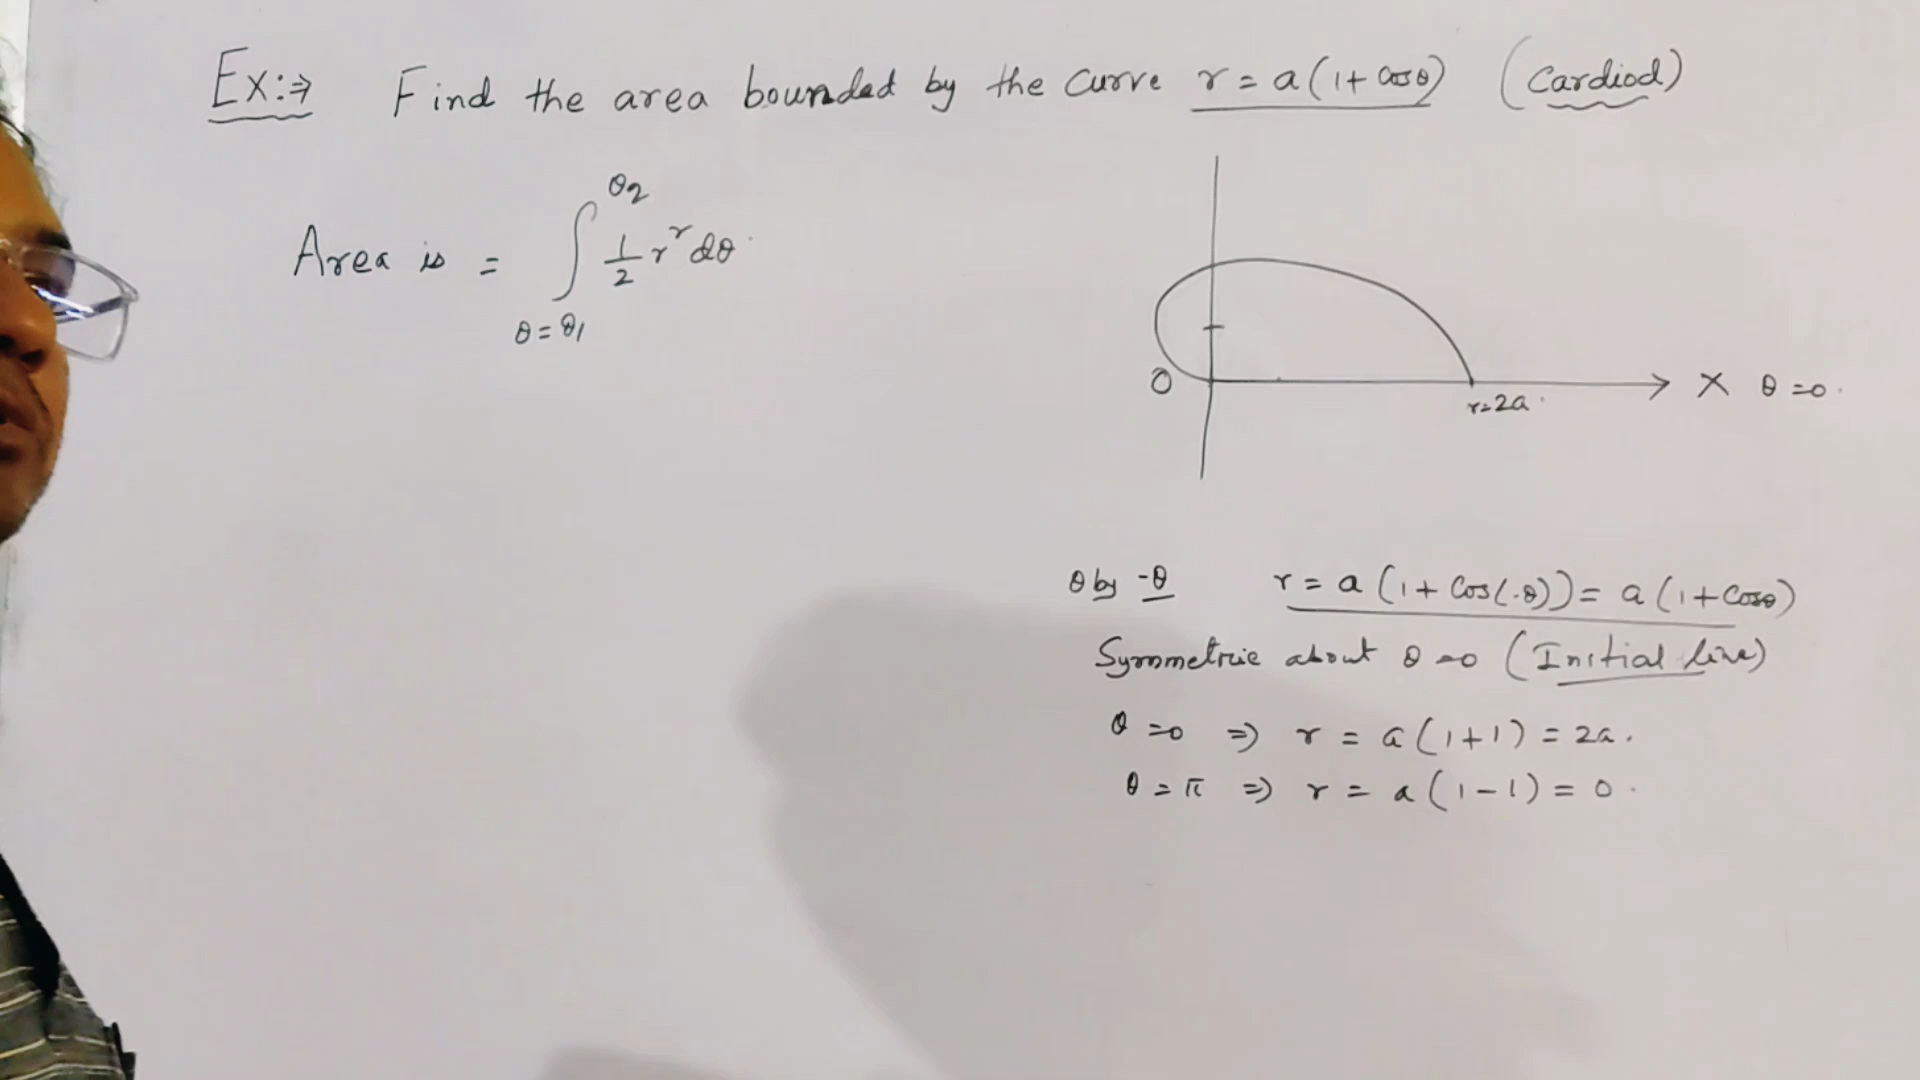 Ex:⇒ Find the area bounded by the curve r = a(1+cosθ) (Cardiod)
Area is = ∫ ½ r² dθ
θ2
θ = θ1
O
r=2a
X θ=0.
θ by -θ r = a(1+Cos(-θ)) = a(1+Cosθ)
Symmetric about θ=0 (Initial line)
θ=0 ⇒ r = a(1+1) = 2a.
θ=π ⇒ r = a(1-1) = 0.